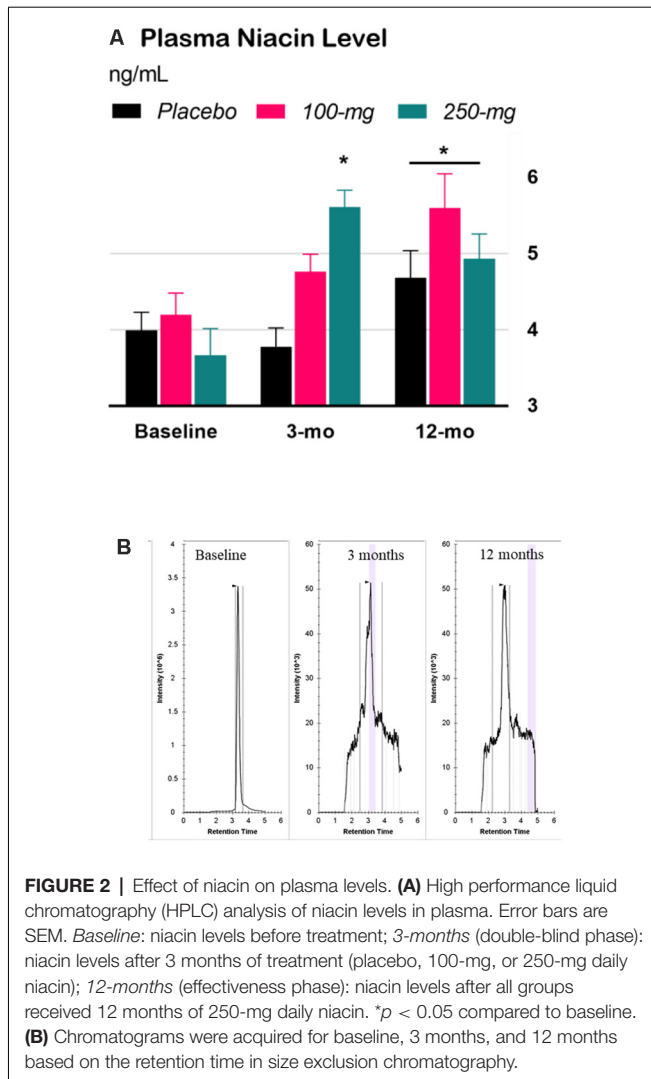 A Plasma Niacin Level
ng/mL
Placebo 100-mg 250-mg
* *
6
5
4
3
Baseline 3-mo 12-mo
B
Baseline
4
3.5
3
2.5
2
1.5
1
0.5
0
Intensity (10^6)
0 1 2 3 4 5 6
Retention Time
3 months
60
50
40
30
20
10
0
Intensity (10^3)
0 1 2 3 4 5 6
Retention Time
12 months
60
50
40
30
20
10
0
Intensity (10^3)
0 1 2 3 4 5 6
Retention Time
FIGURE 2 | Effect of niacin on plasma levels. (A) High performance liquid
chromatography (HPLC) analysis of niacin levels in plasma. Error bars are
SEM. Baseline: niacin levels before treatment; 3-months (double-blind phase):
niacin levels after 3 months of treatment (placebo, 100-mg, or 250-mg daily
niacin); 12-months (effectiveness phase): niacin levels after all groups
received 12 months of 250-mg daily niacin. *p < 0.05 compared to baseline.
(B) Chromatograms were acquired for baseline, 3 months, and 12 months
based on the retention time in size exclusion chromatography.